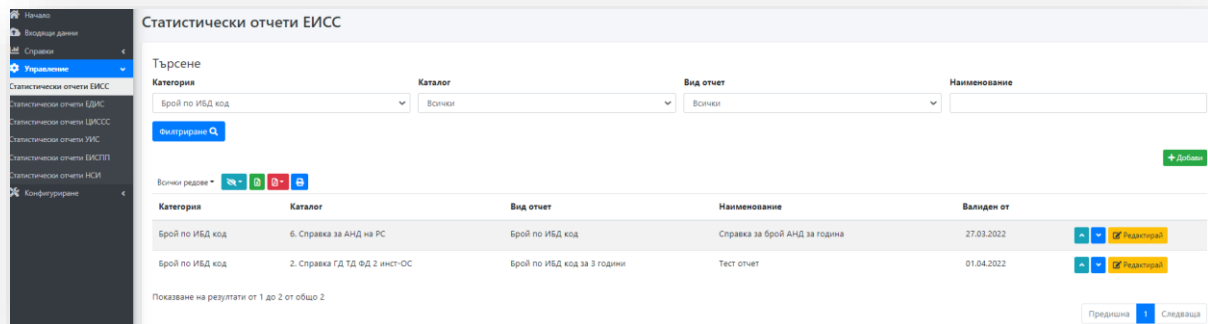 Начало
Входящи данни
Справки
Управление
Статистически отчети ЕИСС
Статистически отчети ЕДИС
Статистически отчети ЦИССС
Статистически отчети УИС
Статистически отчети ЕИСПП
Статистически отчети НСИ
Конфигуриране
Статистически отчети ЕИСС
Търсене
Категория Каталог Вид отчет Наименование
Брой по ИБД код Всички Всички
Филтриране
Добави
Всички редове
Категория Каталог Вид отчет Наименование Валиден от
Брой по ИБД код 6. Справка за АНД на РС Брой по ИБД код Справка за брой АНД за година 27.03.2022 Редактирай
Брой по ИБД код 2. Справка ГД ТД ФД 2 инст-ОС Брой по ИБД код за 3 години Тест отчет 01.04.2022 Редактирай
Показване на резултати от 1 до 2 от общо 2
Предишна 1 Следваща